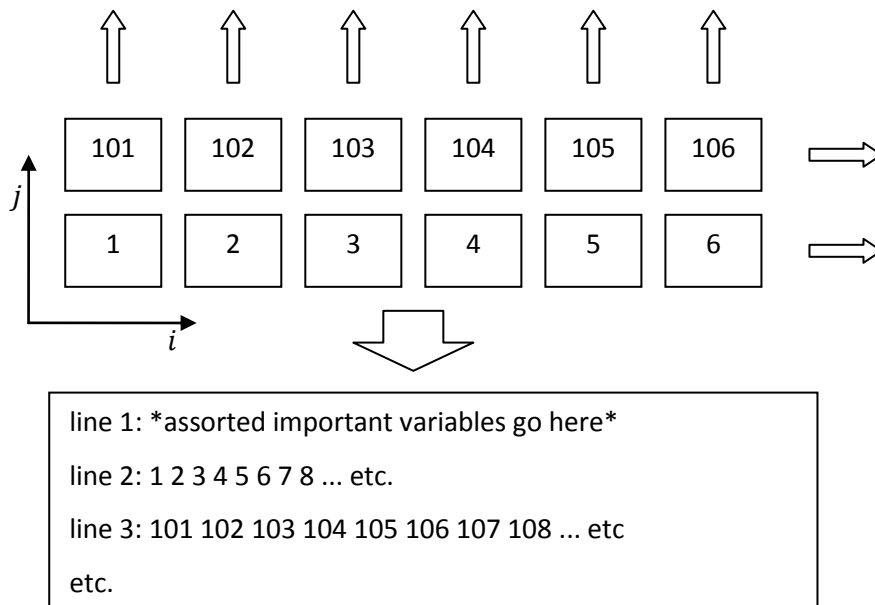 101 102 103 104 105 106
j
1 2 3 4 5 6
i
line 1: *assorted important variables go here*
line 2: 1 2 3 4 5 6 7 8 ... etc.
line 3: 101 102 103 104 105 106 107 108 ... etc
etc.